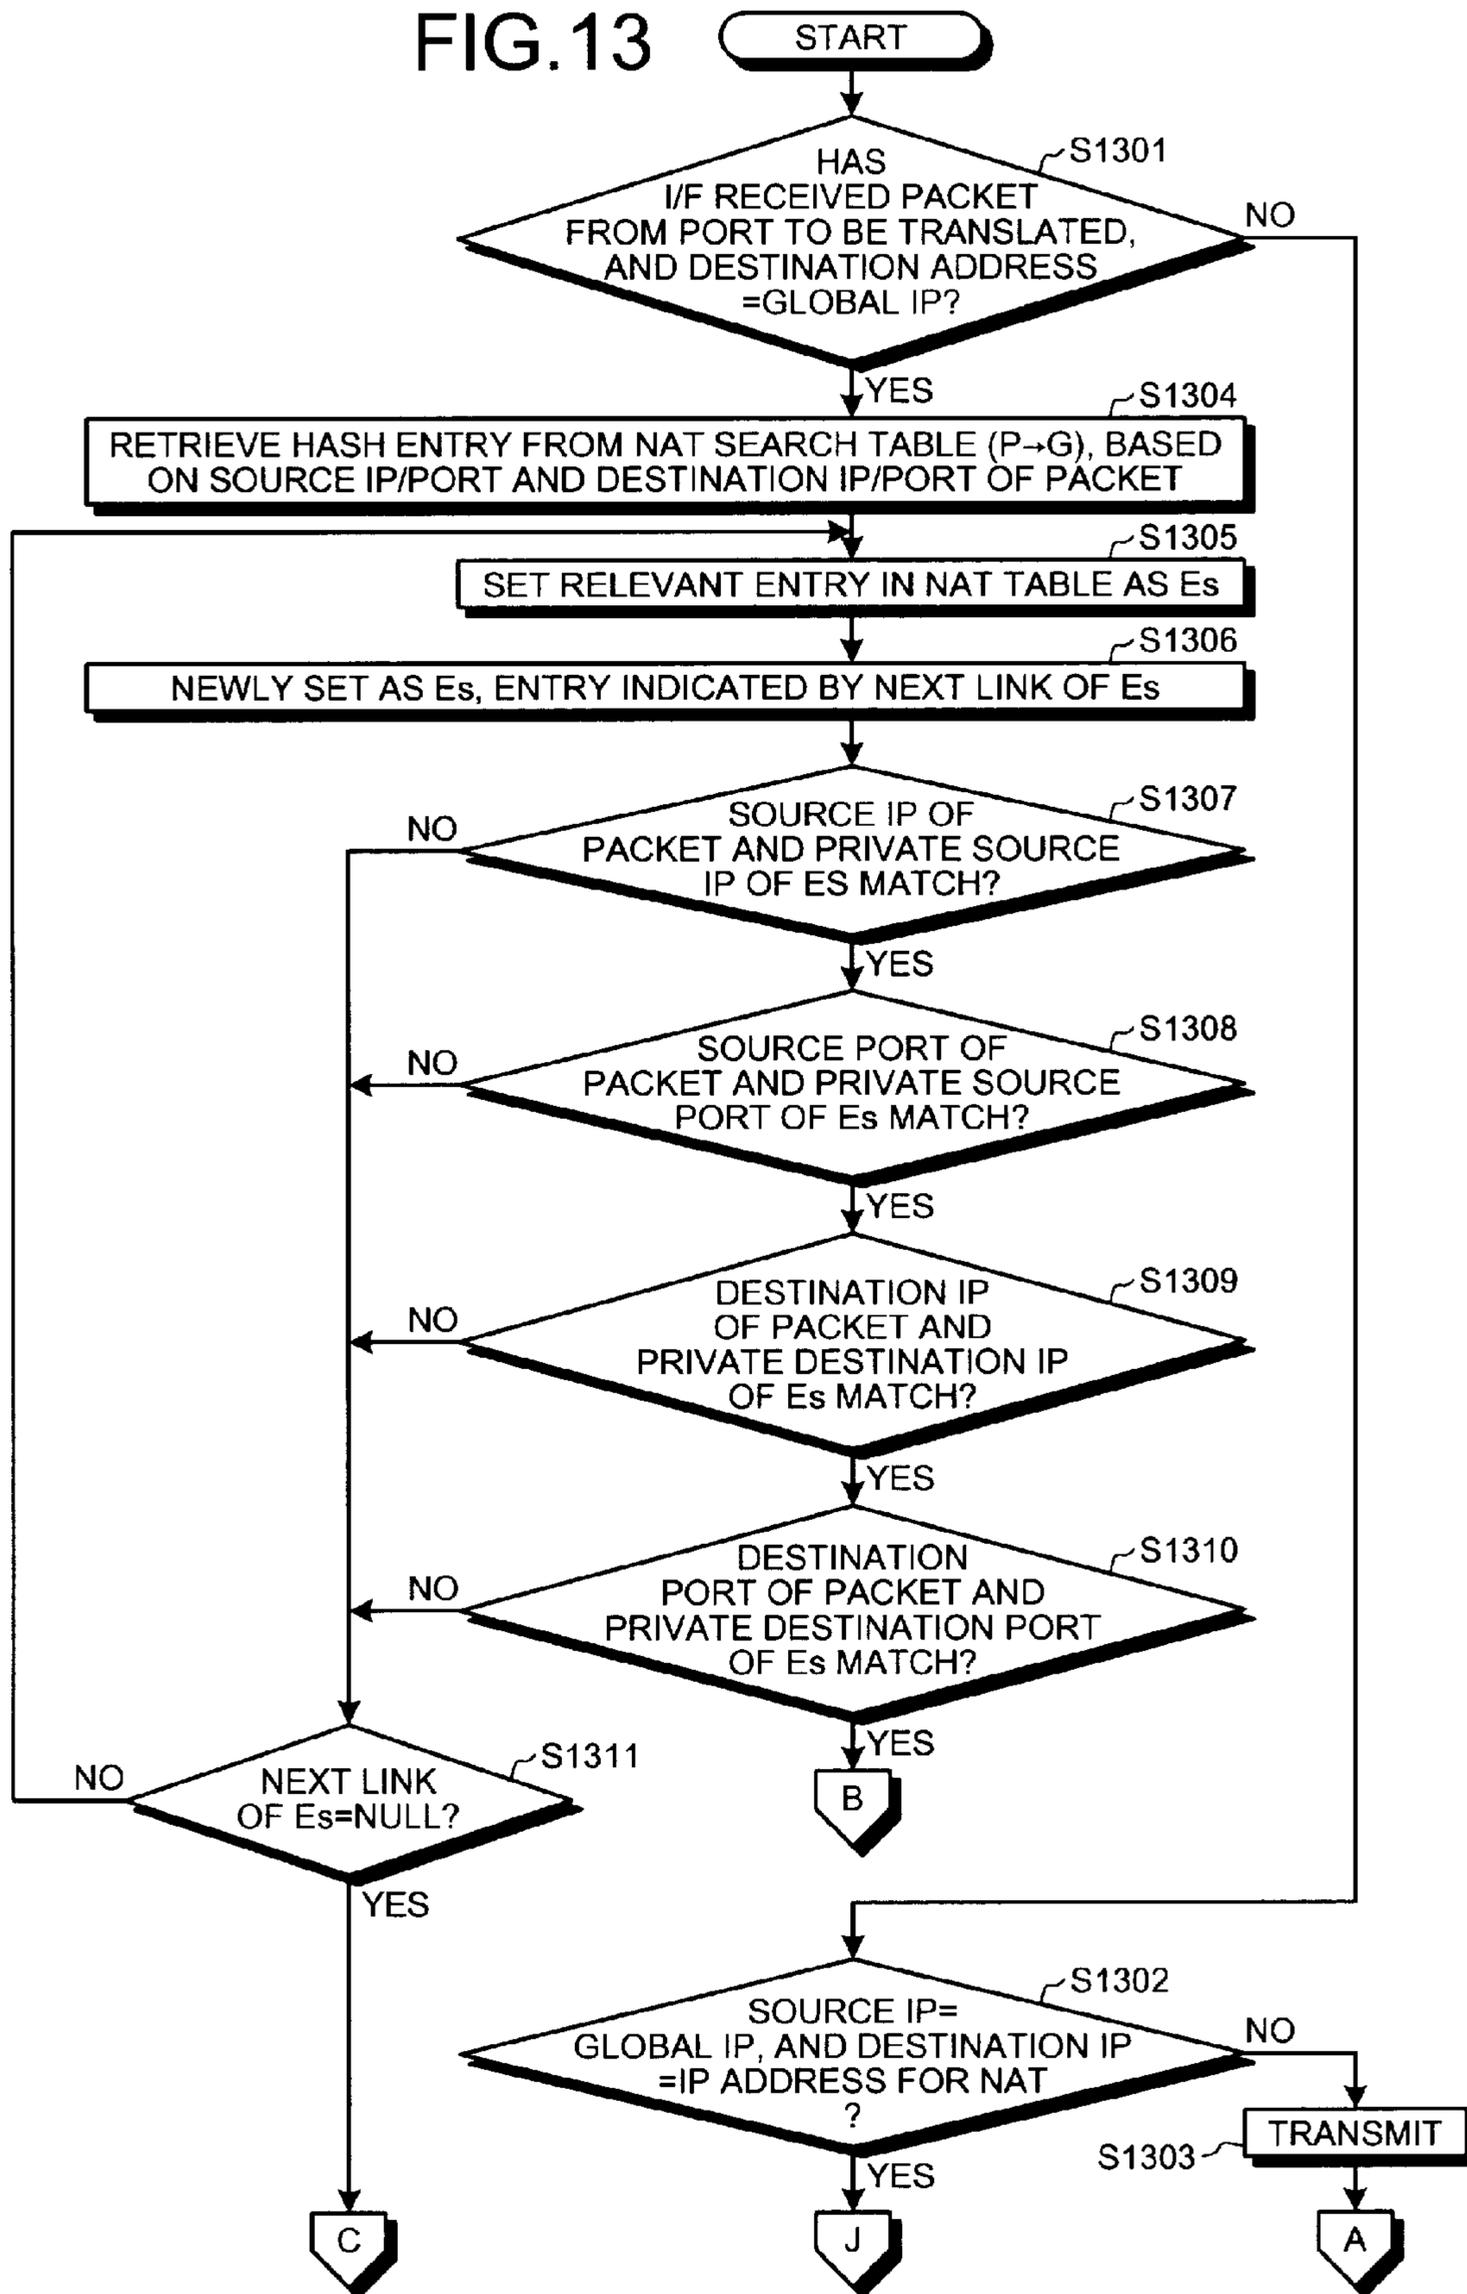 FIG.13
START
HAS
I/F RECEIVED PACKET
FROM PORT TO BE TRANSLATED,
AND DESTINATION ADDRESS
=GLOBAL IP?
S1301
NO
YES
S1304
RETRIEVE HASH ENTRY FROM NAT SEARCH TABLE (P→G), BASED
ON SOURCE IP/PORT AND DESTINATION IP/PORT OF PACKET
S1305
SET RELEVANT ENTRY IN NAT TABLE AS Es
S1306
NEWLY SET AS Es, ENTRY INDICATED BY NEXT LINK OF Es
S1307
NO
SOURCE IP OF
PACKET AND PRIVATE SOURCE
IP OF ES MATCH?
YES
S1308
NO
SOURCE PORT OF
PACKET AND PRIVATE SOURCE
PORT OF Es MATCH?
YES
S1309
NO
DESTINATION IP
OF PACKET AND
PRIVATE DESTINATION IP
OF Es MATCH?
YES
S1310
NO
DESTINATION
PORT OF PACKET AND
PRIVATE DESTINATION PORT
OF Es MATCH?
YES
B
S1311
NO
NEXT LINK
OF Es=NULL?
YES
S1302
SOURCE IP=
GLOBAL IP, AND DESTINATION IP
=IP ADDRESS FOR NAT
?
NO
YES
TRANSMIT
S1303
C
J
A